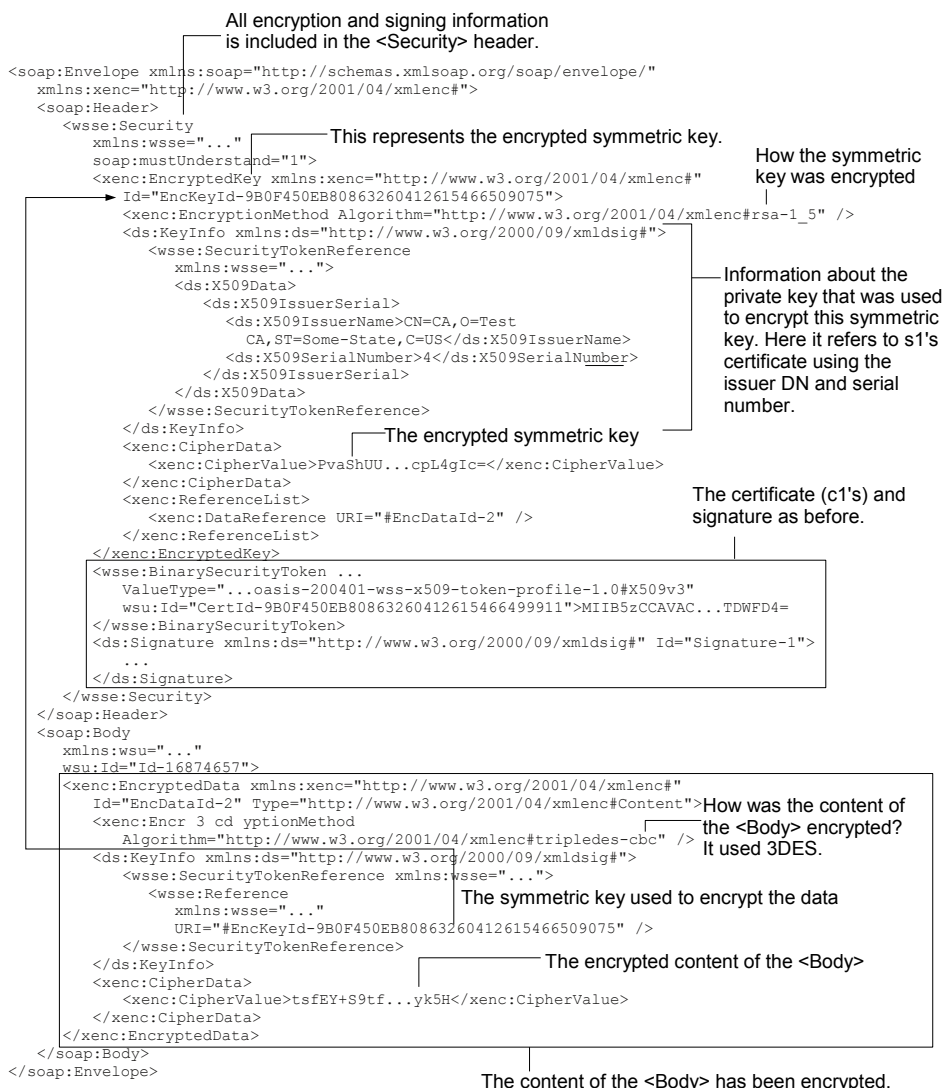 All encryption and signing information
is included in the <Security> header.
<soap:Envelope xmlns:soap="http://schemas.xmlsoap.org/soap/envelope/"
xmlns:xenc="http://www.w3.org/2001/04/xmlenc#">
<soap:Header>
<wsse:Security
xmlns:wsse="..."
This represents the encrypted symmetric key.
soap:mustUnderstand="1">
How the symmetric
key was encrypted
<xenc:EncryptedKey xmlns:xenc="http://www.w3.org/2001/04/xmlenc#"
Id="EncKeyId-9B0F450EB80863260412615466509075">
<xenc:EncryptionMethod Algorithm="http://www.w3.org/2001/04/xmlenc#rsa-1_5" />
<ds:KeyInfo xmlns:ds="http://www.w3.org/2000/09/xmldsig#">
<wsse:SecurityTokenReference
xmlns:wsse="...">
<ds:X509Data>
<ds:X509IssuerSerial>
<ds:X509IssuerName>CN=CA,O=Test
CA,ST=Some-State,C=US</ds:X509IssuerName>
<ds:X509SerialNumber>4</ds:X509SerialNumber>
</ds:X509IssuerSerial>
</ds:X509Data>
</wsse:SecurityTokenReference>
</ds:KeyInfo>
Information about the
private key that was used
to encrypt this symmetric
key. Here it refers to s1's
certificate using the
issuer DN and serial
number.
The encrypted symmetric key
<xenc:CipherData>
<xenc:CipherValue>PvaShUU...cpL4gIc=</xenc:CipherValue>
</xenc:CipherData>
<xenc:ReferenceList>
<xenc:DataReference URI="#EncDataId-2" />
</xenc:ReferenceList>
</xenc:EncryptedKey>
The certificate (c1's) and
signature as before.
<wsse:BinarySecurityToken ...
ValueType="...oasis-200401-wss-x509-token-profile-1.0#X509v3"
wsu:Id="CertId-9B0F450EB80863260412615466499911">MIIB5zCCAVAC...TDWFD4=
</wsse:BinarySecurityToken>
<ds:Signature xmlns:ds="http://www.w3.org/2000/09/xmldsig#" Id="Signature-1">
...
</ds:Signature>
</wsse:Security>
</soap:Header>
<soap:Body
xmlns:wsu="..."
wsu:Id="Id-16874657">
<xenc:EncryptedData xmlns:xenc="http://www.w3.org/2001/04/xmlenc#"
Id="EncDataId-2" Type="http://www.w3.org/2001/04/xmlenc#Content">
<xenc:Encr 3 cd yptionMethod
Algorithm="http://www.w3.org/2001/04/xmlenc#tripledes-cbc" />
How was the content of
the <Body> encrypted?
It used 3DES.
<ds:KeyInfo xmlns:ds="http://www.w3.org/2000/09/xmldsig#">
<wsse:SecurityTokenReference xmlns:wsse="...">
<wsse:Reference
The symmetric key used to encrypt the data
xmlns:wsse="..."
URI="#EncKeyId-9B0F450EB80863260412615466509075" />
</wsse:SecurityTokenReference>
</ds:KeyInfo>
The encrypted content of the <Body>
<xenc:CipherData>
<xenc:CipherValue>tsfEY+S9tf...yk5H</xenc:CipherValue>
</xenc:CipherData>
</xenc:EncryptedData>
</soap:Body>
</soap:Envelope>
The content of the <Body> has been encrypted.